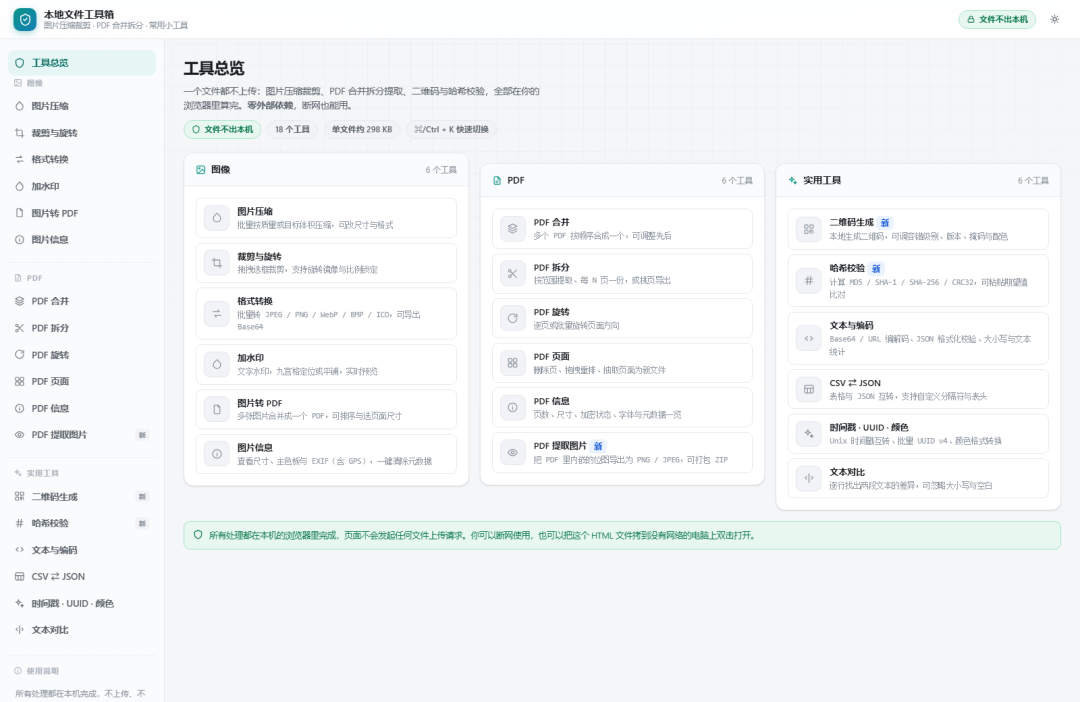 本地文件工具箱
图片压缩裁剪 · PDF 合并拆分 · 常用小工具
文件不出本机
工具总览
图像
图片压缩
裁剪与旋转
格式转换
加水印
图片转 PDF
图片信息
PDF
PDF 合并
PDF 拆分
PDF 旋转
PDF 页面
PDF 信息
PDF 提取图片 新
实用工具
二维码生成 新
哈希校验 新
文本与编码
CSV ⇄ JSON
时间戳 · UUID · 颜色
文本对比
使用说明
所有处理都在本机完成。不上传、不
工具总览
一个文件都不上传：图片压缩裁剪、PDF 合并拆分提取、二维码与哈希校验，全部在你的
浏览器里算完。零外部依赖，断网也能用。
文件不出本机
18 个工具
单文件约 298 KB
⌘/Ctrl + K 快速切换
图像 6 个工具
图片压缩
批量按质量或目标体积压缩，可改尺寸与格式
裁剪与旋转
拖拽选框裁剪，支持旋转镜像与比例锁定
格式转换
批量转 JPEG / PNG / WebP / BMP / ICO，可导出
Base64
加水印
文字水印，九宫格定位或平铺，实时预览
图片转 PDF
多张图片合并成一个 PDF，可排序与选页面尺寸
图片信息
查看尺寸、主色板与 EXIF（含 GPS），一键清除元数据
PDF 6 个工具
PDF 合并
多个 PDF 按顺序合成一个，可调整先后
PDF 拆分
按范围提取、每 N 页一份，或挑页导出
PDF 旋转
逐页或批量旋转页面方向
PDF 页面
删除页、拖拽重排、抽取页面为新文件
PDF 信息
页数、尺寸、加密状态、字体与元数据一览
PDF 提取图片 新
把 PDF 里内嵌的位图导出为 PNG / JPEG，可打包 ZIP
实用工具 6 个工具
二维码生成 新
本地生成二维码，可调容错级别、版本、掩码与配色
哈希校验 新
计算 MD5 / SHA-1 / SHA-256 / CRC32，可粘贴期望值
比对
文本与编码
Base64 / URL 编解码、JSON 格式化校验、大小写与文本
统计
CSV ⇄ JSON
表格与 JSON 互转，支持自定义分隔符与表头
时间戳 · UUID · 颜色
Unix 时间戳互转、批量 UUID v4、颜色格式转换
文本对比
逐行找出两段文本的差异，可忽略大小写与空白
所有处理都在本机的浏览器里完成，页面不会发起任何文件上传请求。你可以断网使用，也可以把这个 HTML 文件拷到没有网络的电脑上双击打开。